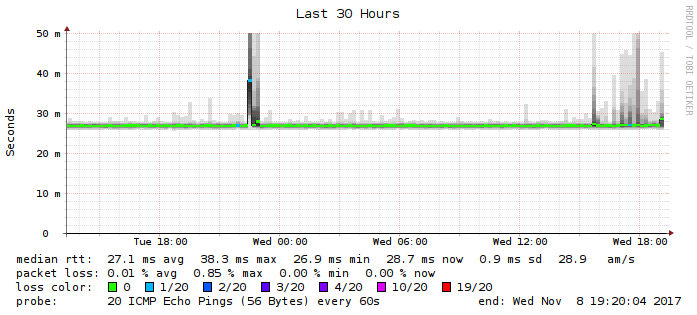 Last 30 Hours
RRDTOOL / TOBI OETIKER
Seconds
50 m
40 m
30 m
20 m
10 m
0
Tue 18:00 Wed 00:00 Wed 06:00 Wed 12:00 Wed 18:00
median rtt: 27.1 ms avg 38.3 ms max 26.9 ms min 28.7 ms now 0.9 ms sd 28.9 am/s
packet loss: 0.01 % avg 0.85 % max 0.00 % min 0.00 % now
loss color: 0 1/20 2/20 3/20 4/20 10/20 19/20
probe: 20 ICMP Echo Pings (56 Bytes) every 60s end: Wed Nov 8 19:20:04 2017